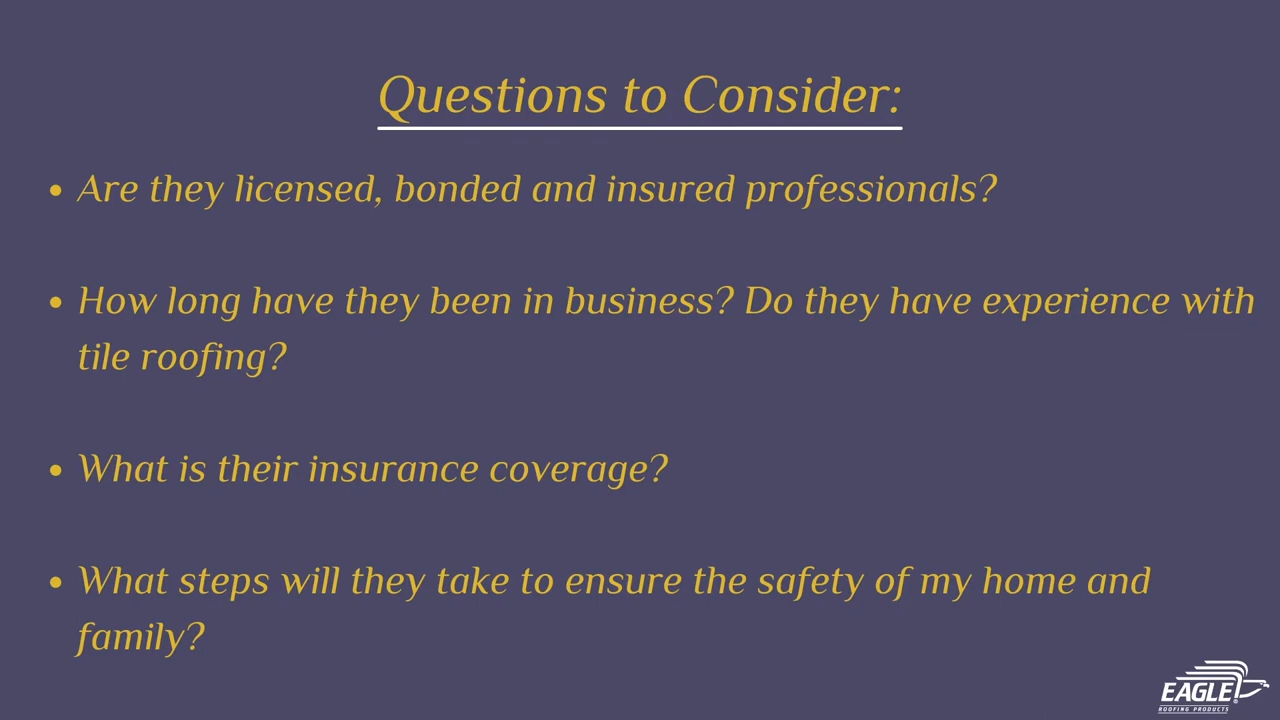 Questions to Consider:
• Are they licensed, bonded and insured professionals?
• How long have they been in business? Do they have experience with
tile roofing?
• What is their insurance coverage?
• What steps will they take to ensure the safety of my home and
family?
EAGLE
ROOFING PRODUCTS